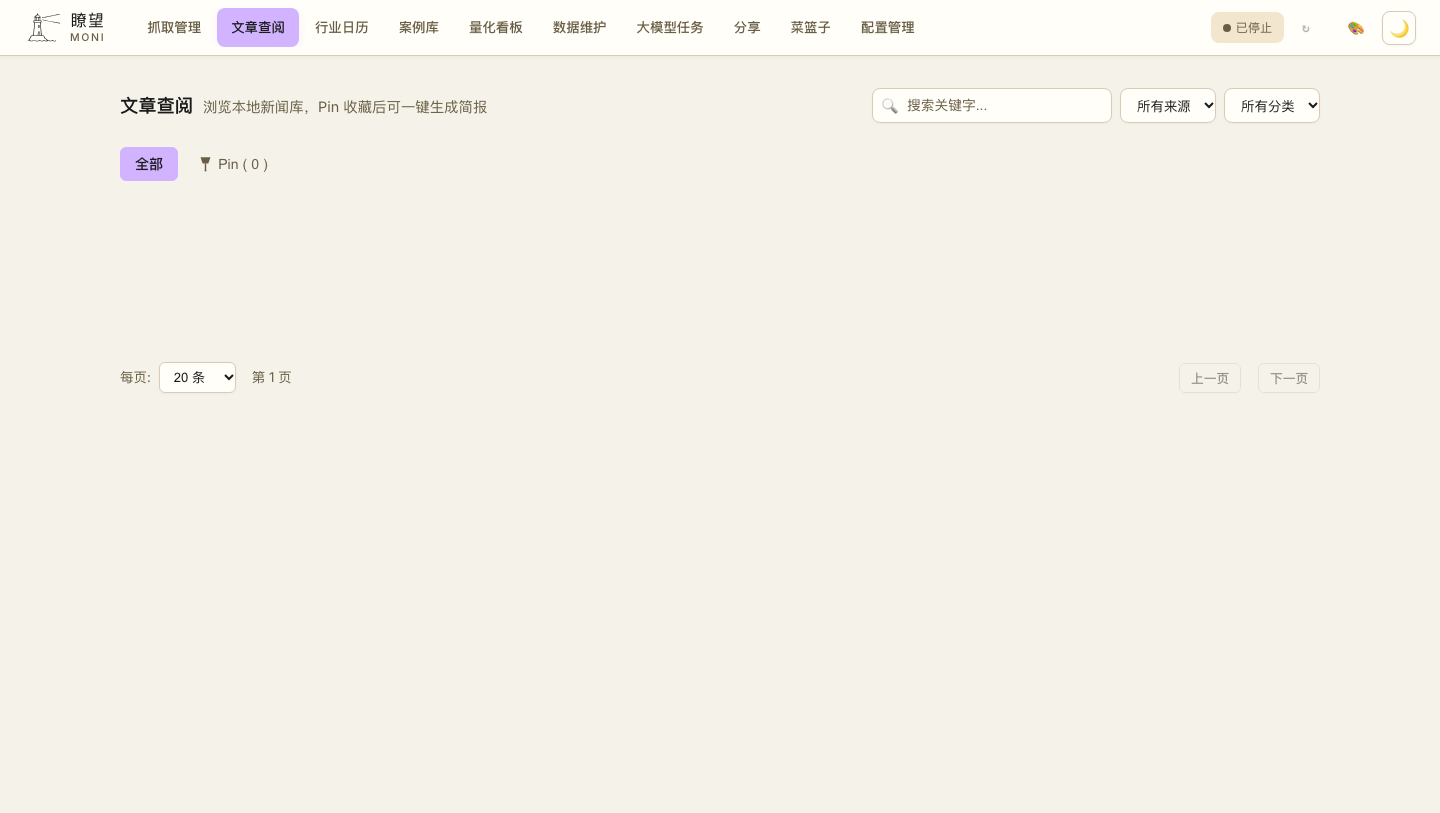 瞭望
MONI
抓取管理 文章查阅 行业日历 案例库 量化看板 数据维护 大模型任务 分享 菜篮子 配置管理
已停止
文章查阅 浏览本地新闻库，Pin 收藏后可一键生成简报
搜索关键字... 所有来源 所有分类
全部 Pin ( 0 )
每页: 20 条 第 1 页 上一页 下一页